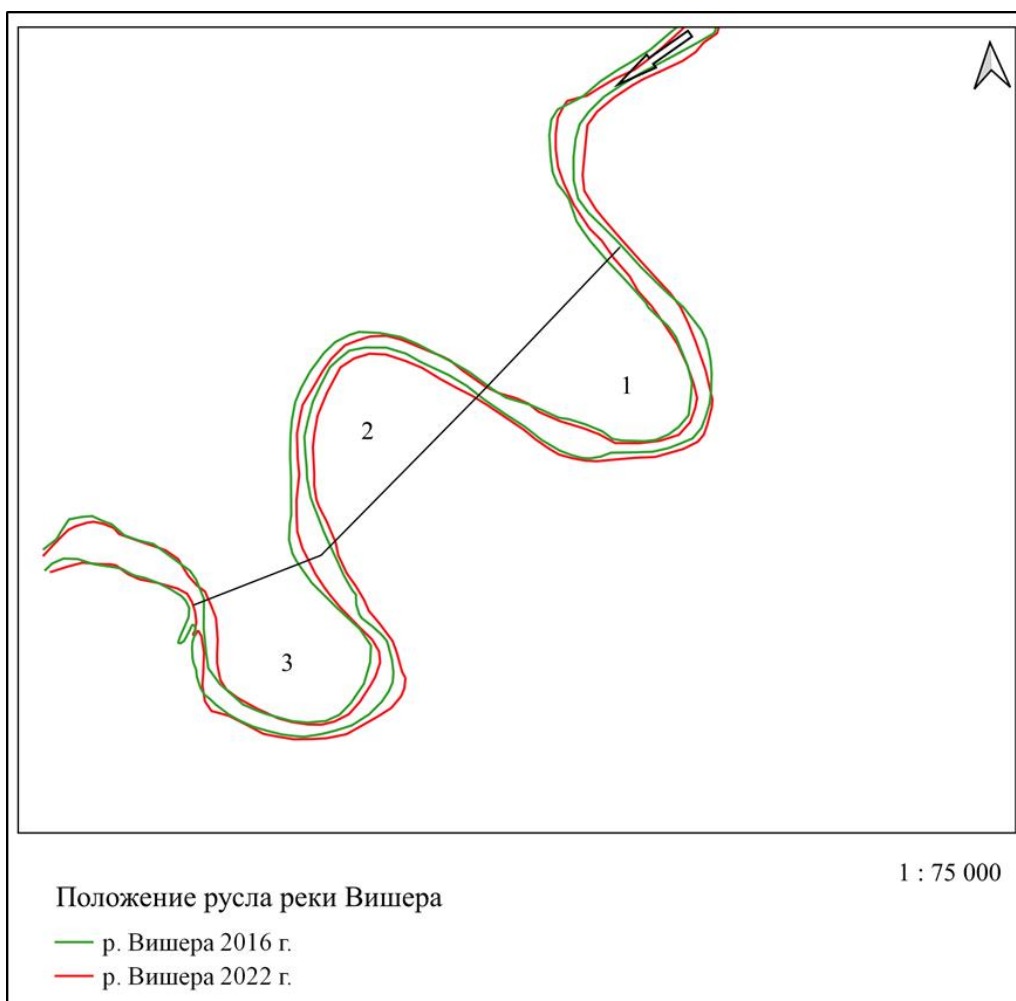 1
2
3
1 : 75 000
Положение русла реки Вишера
р. Вишера 2016 г.
р. Вишера 2022 г.